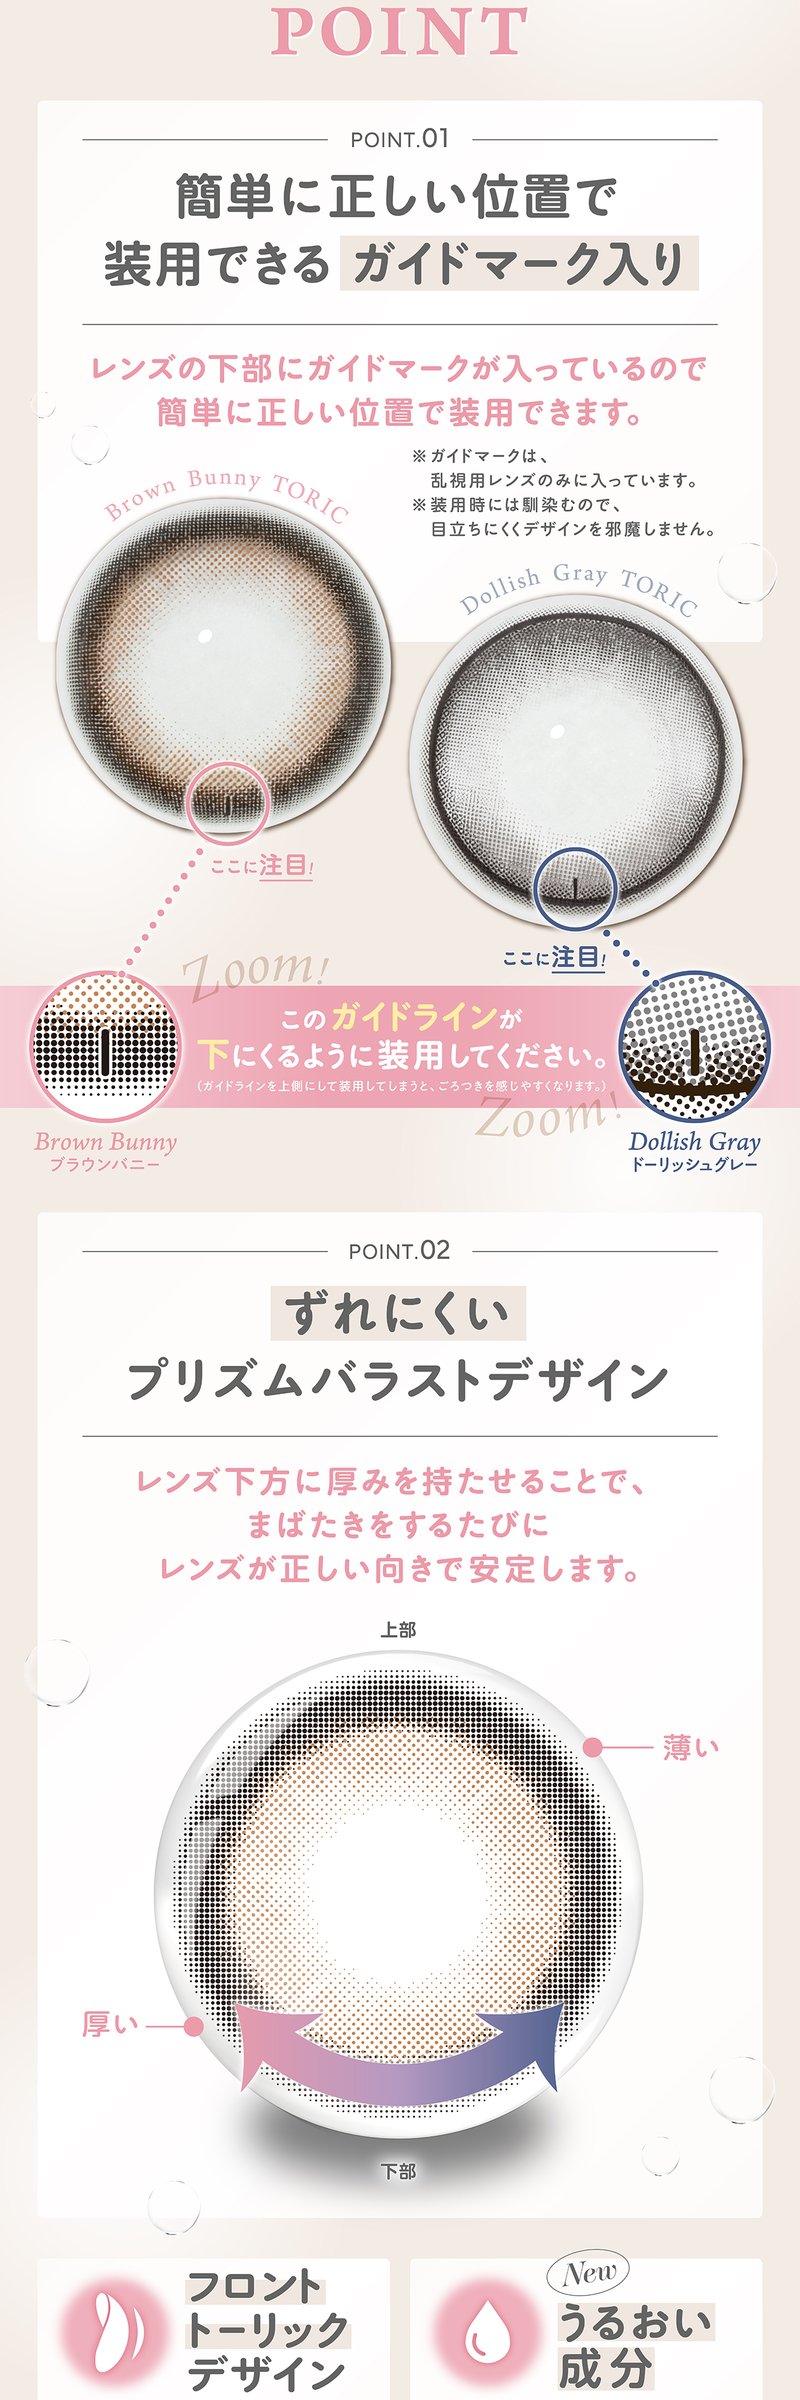 POINT
POINT.01
簡単に正しい位置で
装用できる ガイドマーク入り
レンズの下部にガイドマークが入っているので
簡単に正しい位置で装用できます。
※ガイドマークは、
乱視用レンズのみに入っています。
※装用時には馴染むので、
目立ちにくくデザインを邪魔しません。
Brown Bunny TORIC
Dollish Gray TORIC
ここに注目!
ここに注目!
Zoom!
このガイドラインが
下にくるように装用してください。
(ガイドラインを上側にして装用してしまうと、ごろつきを感じやすくなります。)
Zoom!
Brown Bunny
ブラウンバニー
Dollish Gray
ドーリッシュグレー
POINT.02
ずれにくい
プリズムバラストデザイン
レンズ下方に厚みを持たせることで、
まばたきをするたびに
レンズが正しい向きで安定します。
上部
薄い
厚い
下部
フロント
トーリック
デザイン
New
うるおい
成分